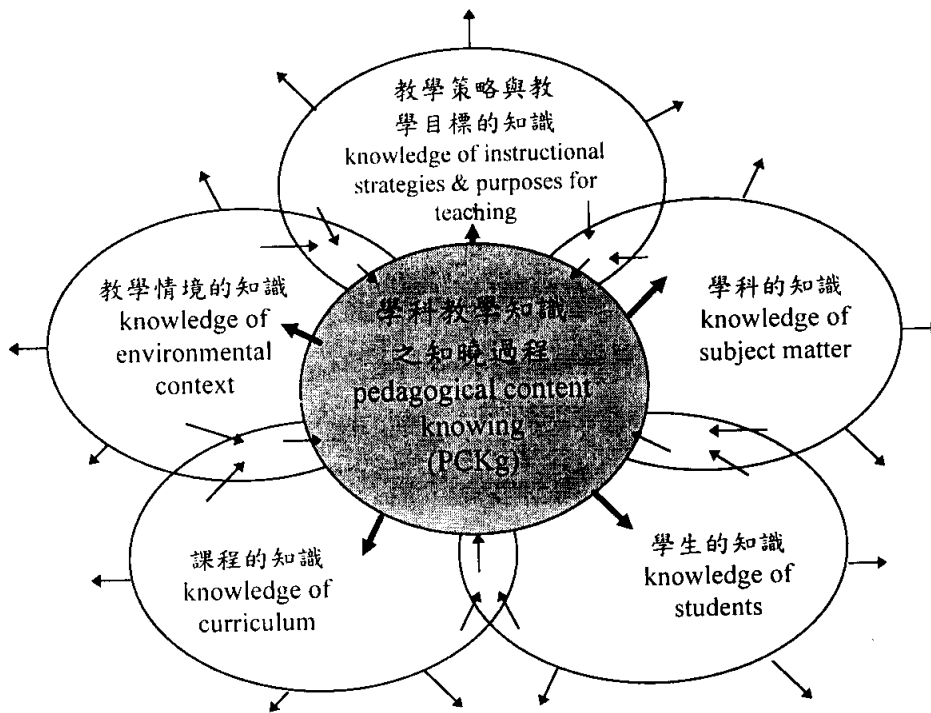 教學策略與教
學目標的知識
knowledge of instructional
strategies & purposes for
teaching
教學情境的知識
knowledge of
environmental
context
學科教學知識
之知曉過程
pedagogical content
knowing
(PCKg)
學科的知識
knowledge of
subject matter
課程的知識
knowledge of
curriculum
學生的知識
knowledge of
students